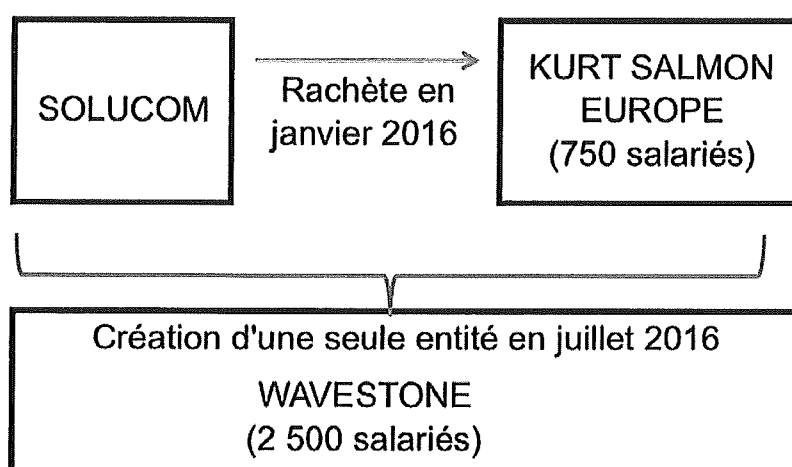 SOLUCOM
Rachète en
janvier 2016
KURT SALMON
EUROPE
(750 salariés)
Création d'une seule entité en juillet 2016
WAVESTONE
(2 500 salariés)